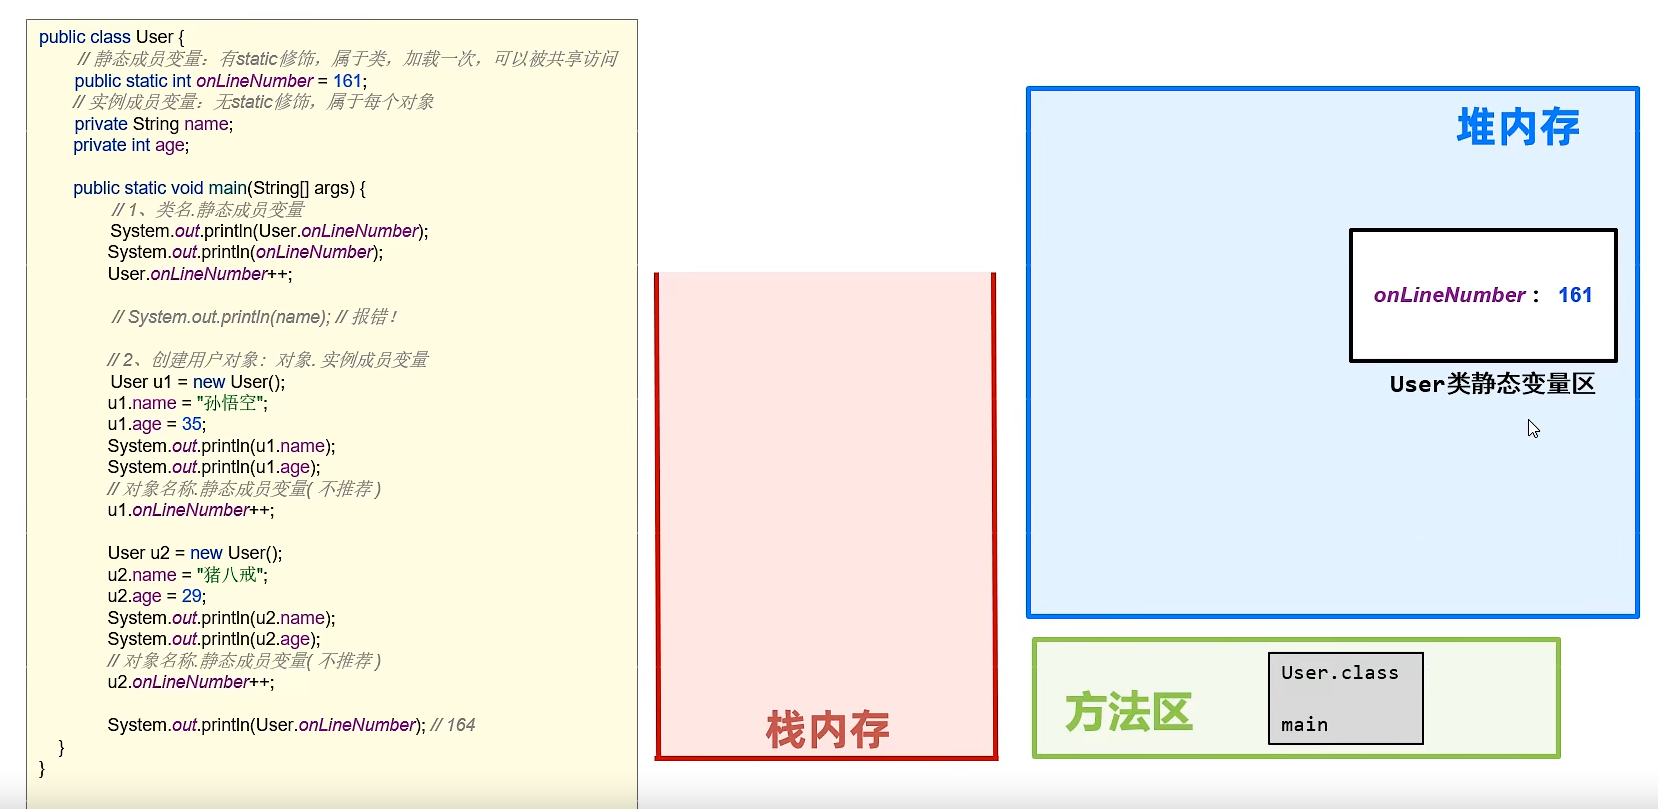 public class User {
// 静态成员变量：有static修饰，属于类，加载一次，可以被共享访问
public static int onLineNumber = 161;
// 实例成员变量：无static修饰，属于每个对象
private String name;
private int age;
public static void main(String[] args) {
// 1、类名.静态成员变量
System.out.println(User.onLineNumber);
System.out.println(onLineNumber);
User.onLineNumber++;
// System.out.println(name); // 报错！
// 2、创建用户对象：对象. 实例成员变量
User u1 = new User();
u1.name = "孙悟空";
u1.age = 35;
System.out.println(u1.name);
System.out.println(u1.age);
// 对象名称.静态成员变量( 不推荐 )
u1.onLineNumber++;
User u2 = new User();
u2.name = "猪八戒";
u2.age = 29;
System.out.println(u2.name);
System.out.println(u2.age);
// 对象名称.静态成员变量( 不推荐 )
u2.onLineNumber++;
System.out.println(User.onLineNumber); // 164
}
}
栈内存
堆内存
onLineNumber： 161
User类静态变量区
方法区
User.class
main